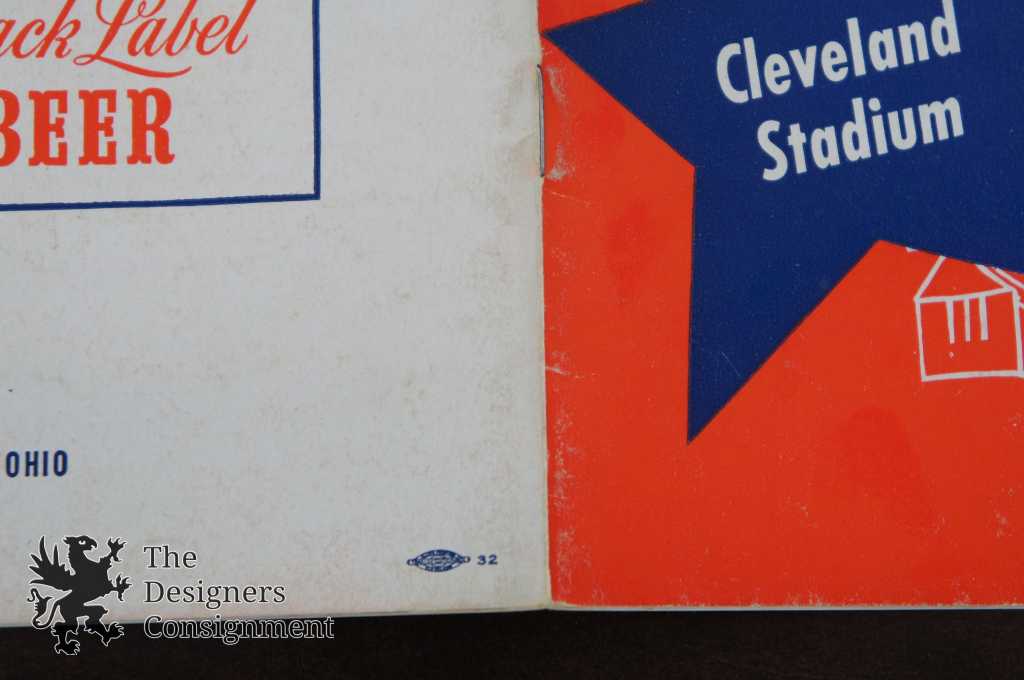 ack Label
BEER
OHIO
32
Cleveland
Stadium
The
Designers
Consignment